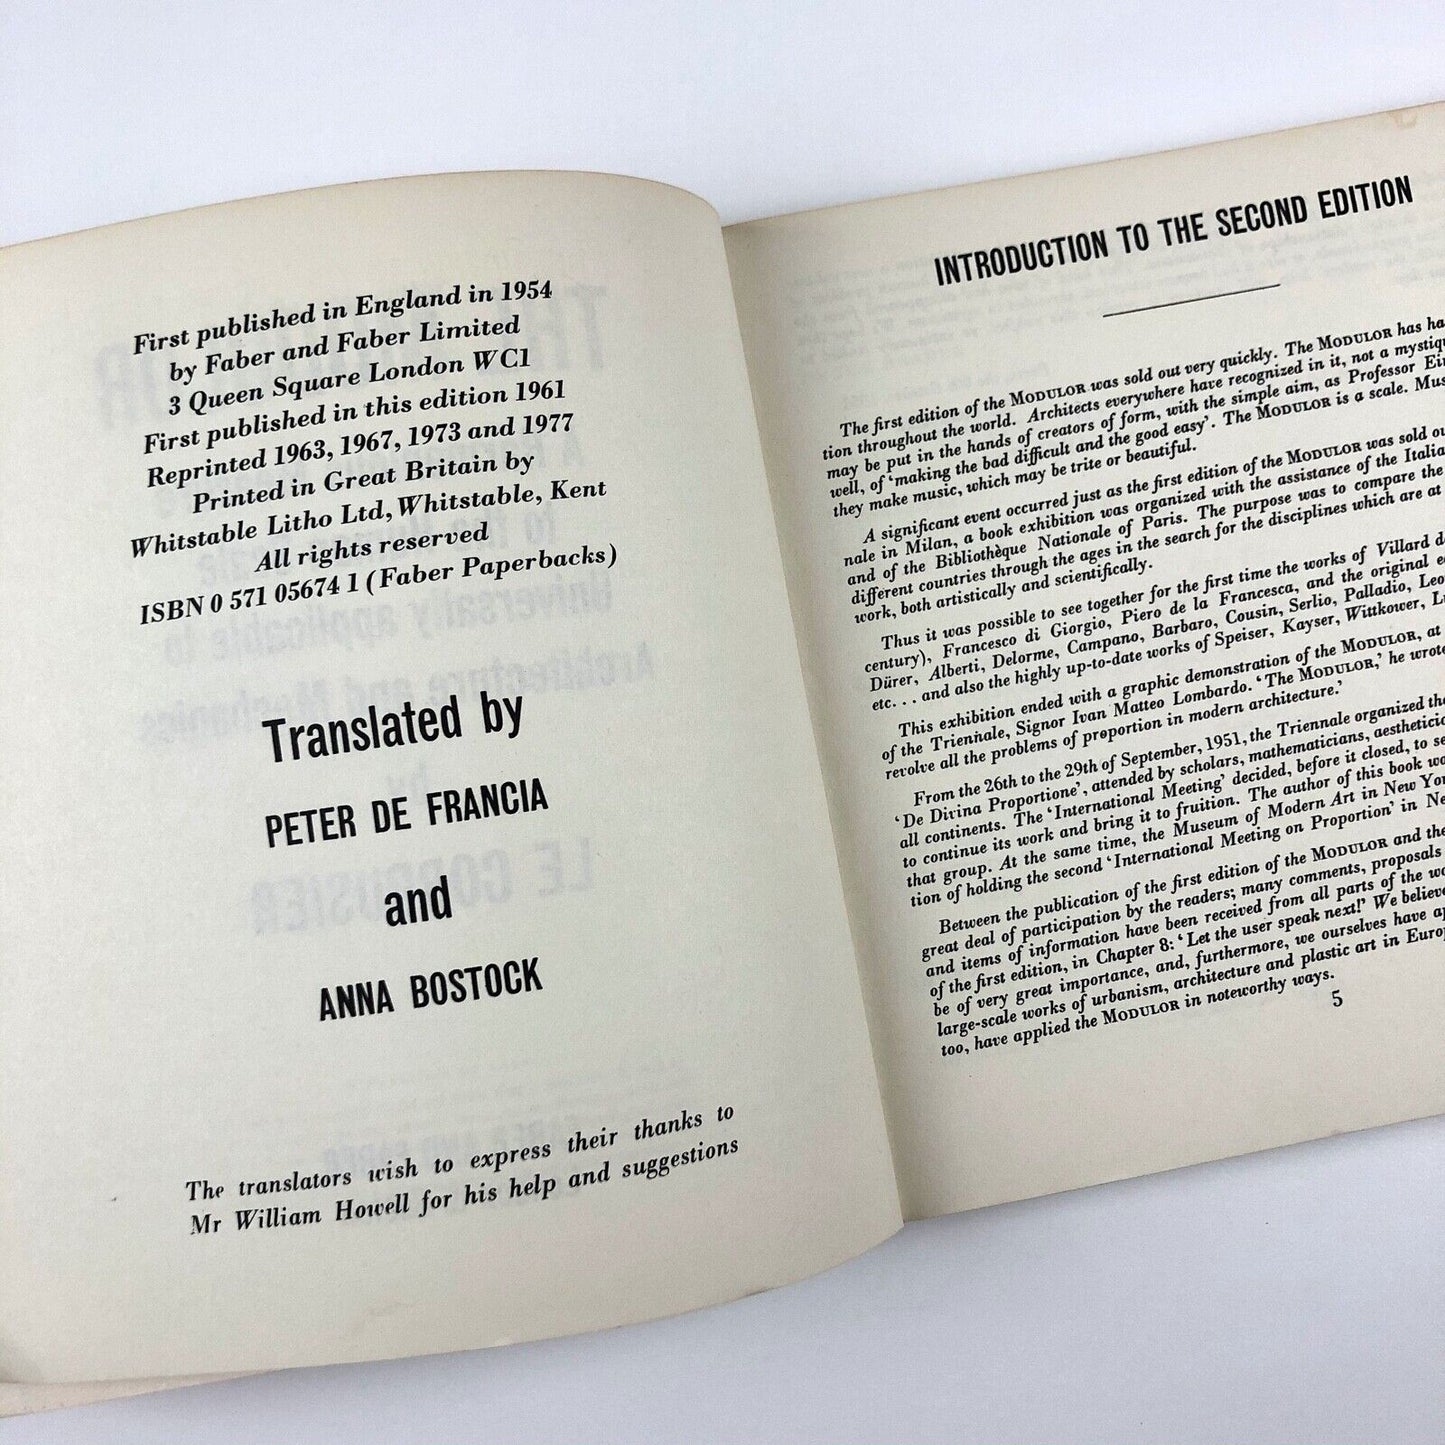 First published in England in 1954
by Faber and Faber Limited
3 Queen Square London WC1
First published in this edition 1961
Reprinted 1963, 1967, 1973 and 1977
Printed in Great Britain by
Whitstable Litho Ltd, Whitstable, Kent
All rights reserved
ISBN 0 571 05674 1 (Faber Paperbacks)
Translated by
PETER DE FRANCIA
and
ANNA BOSTOCK
The translators wish to express their thanks to
Mr William Howell for his help and suggestions
INTRODUCTION TO THE SECOND EDITION
The first edition of the MODULOR was sold out very quickly. The MODULOR has ha
tion throughout the world. Architects everywhere have recognized in it, not a mystiqu
may be put in the hands of creators of form, with the simple aim, as Professor Ein
well, of 'making the bad difficult and the good easy'. The MODULOR is a scale. Mus
they make music, which may be trite or beautiful.
A significant event occurred just as the first edition of the MODULOR was sold ou
nale in Milan, a book exhibition was organized with the assistance of the Italia
and of the Bibliothèque Nationale of Paris. The purpose was to compare the
different countries through the ages in the search for the disciplines which are at
work, both artistically and scientifically.
Thus it was possible to see together for the first time the works of Villard de
century), Francesco di Giorgio, Piero de la Francesca, and the original e
Dürer, Alberti, Delorme, Campano, Barbaro, Cousin, Serlio, Palladio, Leo
etc. . . and also the highly up-to-date works of Speiser, Kayser, Wittkower, Lu
This exhibition ended with a graphic demonstration of the MODULOR, at
of the Triennale, Signor Ivan Matteo Lombardo. 'The MODULOR,' he wrote
revolve all the problems of proportion in modern architecture.'
From the 26th to the 29th of September, 1951, the Triennale organized the
'De Divina Proportione', attended by scholars, mathematicians, aestheticia
all continents. The 'International Meeting' decided, before it closed, to se
to continue its work and bring it to fruition. The author of this book wa
that group. At the same time, the Museum of Modern Art in New York
tion of holding the second 'International Meeting on Proportion' in Ne
Between the publication of the first edition of the MODULOR and the
great deal of participation by the readers; many comments, proposals
and items of information have been received from all parts of the wo
of the first edition, in Chapter 8: 'Let the user speak next!' We believe
be of very great importance, and, furthermore, we ourselves have ap
large-scale works of urbanism, architecture and plastic art in Europ
too, have applied the MODULOR in noteworthy ways.
5